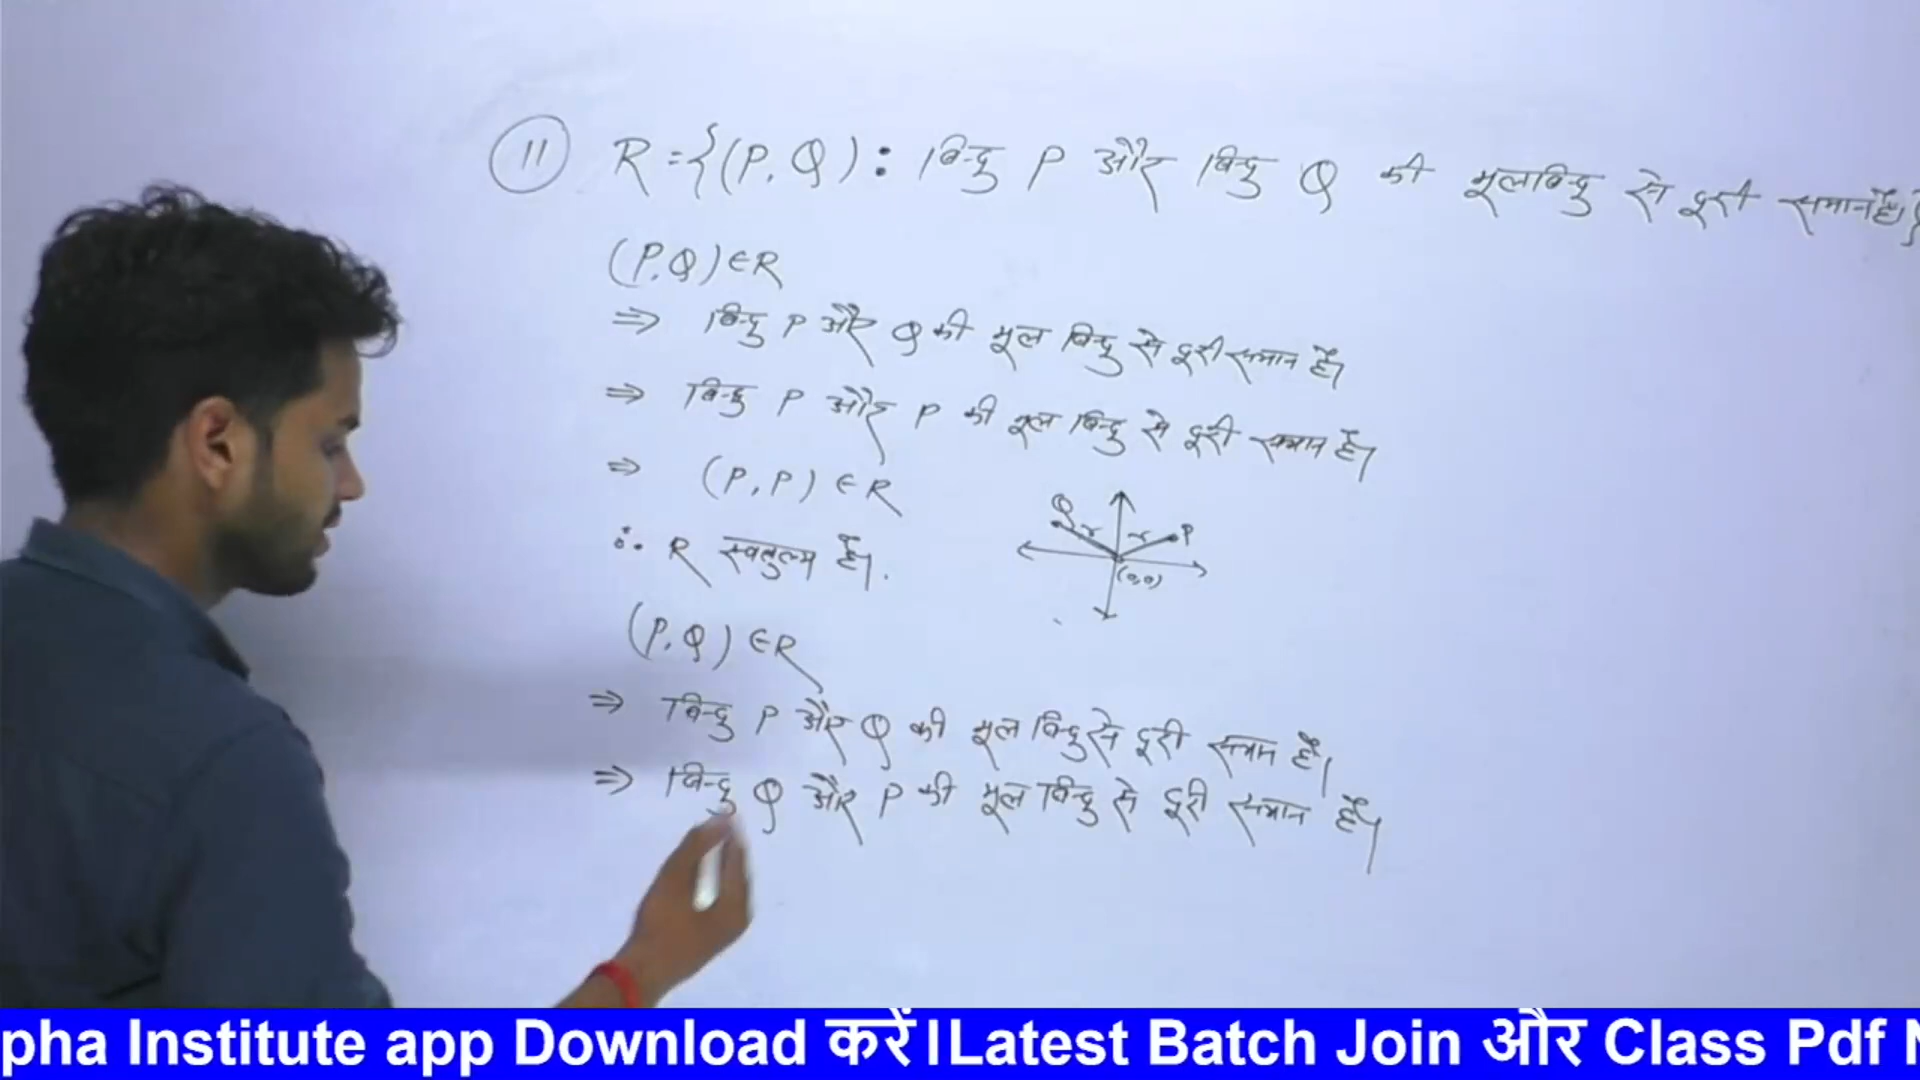 11 R = {(P, Q) : बिन्दु P और बिन्दु Q की मूलबिन्दु से दूरी समान है।}
(P, Q) ∈ R
⇒ बिन्दु P और Q की मूल बिन्दु से दूरी समान है।
⇒ बिन्दु P और P की मूल बिन्दु से दूरी समान है।
⇒ (P, P) ∈ R
Q r r P
(0,0)
∴ R स्वतुल्य है।
(P, Q) ∈ R
⇒ बिन्दु P और Q की मूल बिन्दु से दूरी समान है।
⇒ बिन्दु Q और P की मूल बिन्दु से दूरी समान है।
pha Institute app Download करें।Latest Batch Join और Class Pdf N